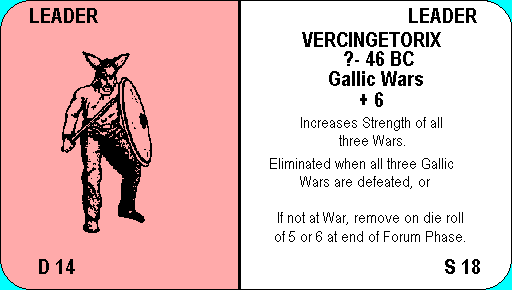 LEADER
D 14
LEADER
VERCINGETORIX
?- 46 BC
Gallic Wars
+ 6
Increases Strength of all
three Wars.
Eliminated when all three Gallic
Wars are defeated, or
If not at War, remove on die roll
of 5 or 6 at end of Forum Phase.
S 18